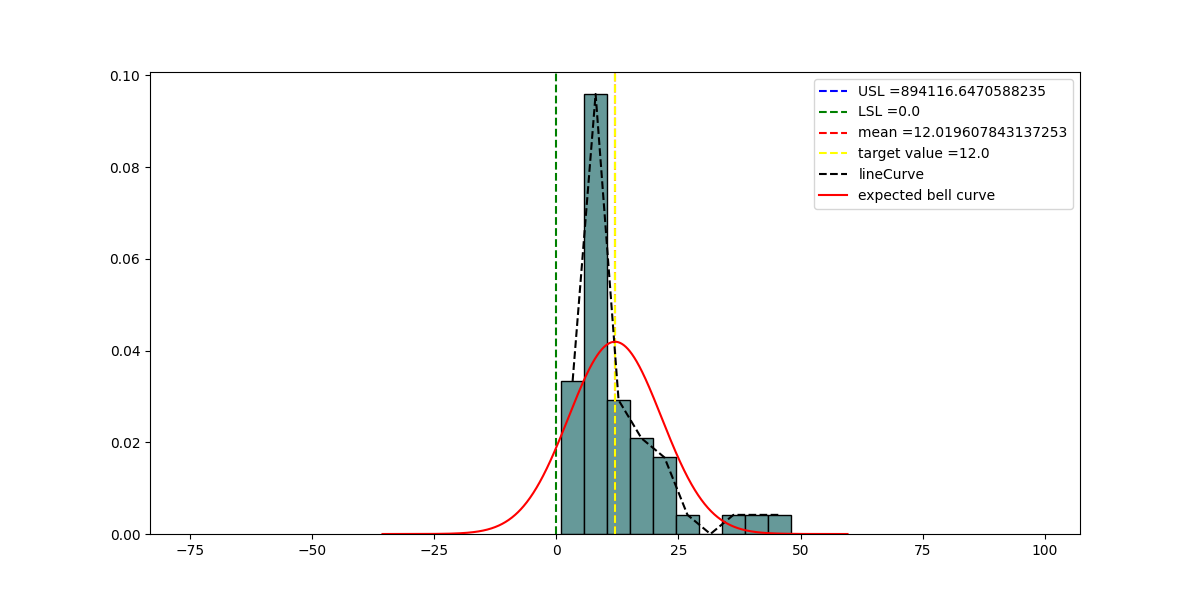 0.10
0.08
0.06
0.04
0.02
0.00
−75 −50 −25 0 25 50 75 100
USL =894116.6470588235
LSL =0.0
mean =12.019607843137253
target value =12.0
lineCurve
expected bell curve